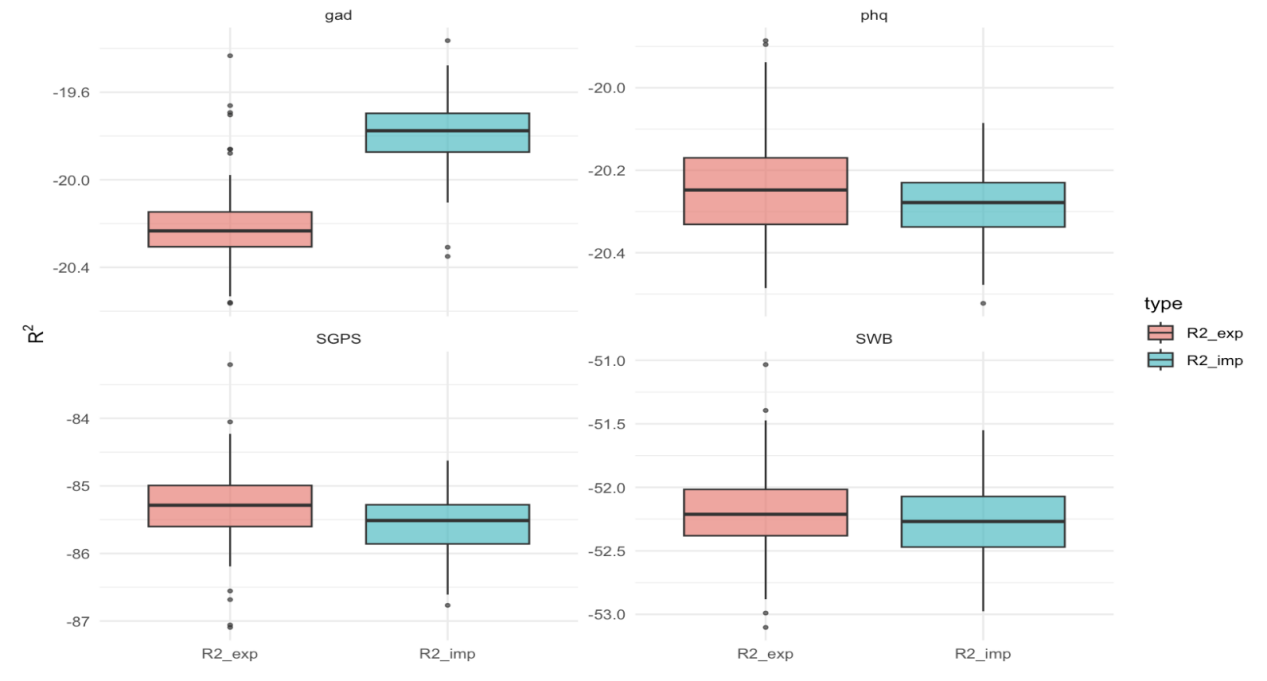 gad
phq
-19.6
-20.0
-20.4
-20.0
-20.2
-20.4
R²
SGPS
SWB
-84
-85
-86
-87
-51.0
-51.5
-52.0
-52.5
-53.0
R2_exp
R2_imp
R2_exp
R2_imp
type
R2_exp
R2_imp